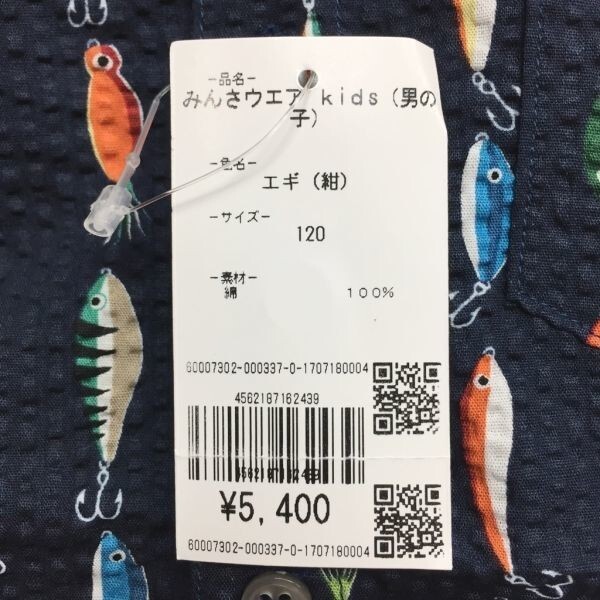 －品名－
みんさウエア kids（男の
子）
－色名－
エギ（紺）
－サイズ－
120
－素材－
綿 １００％
60007302-000337-0-1707180004
4562187162439
4562187162439
¥5,400
60007302-000337-0-1707180004